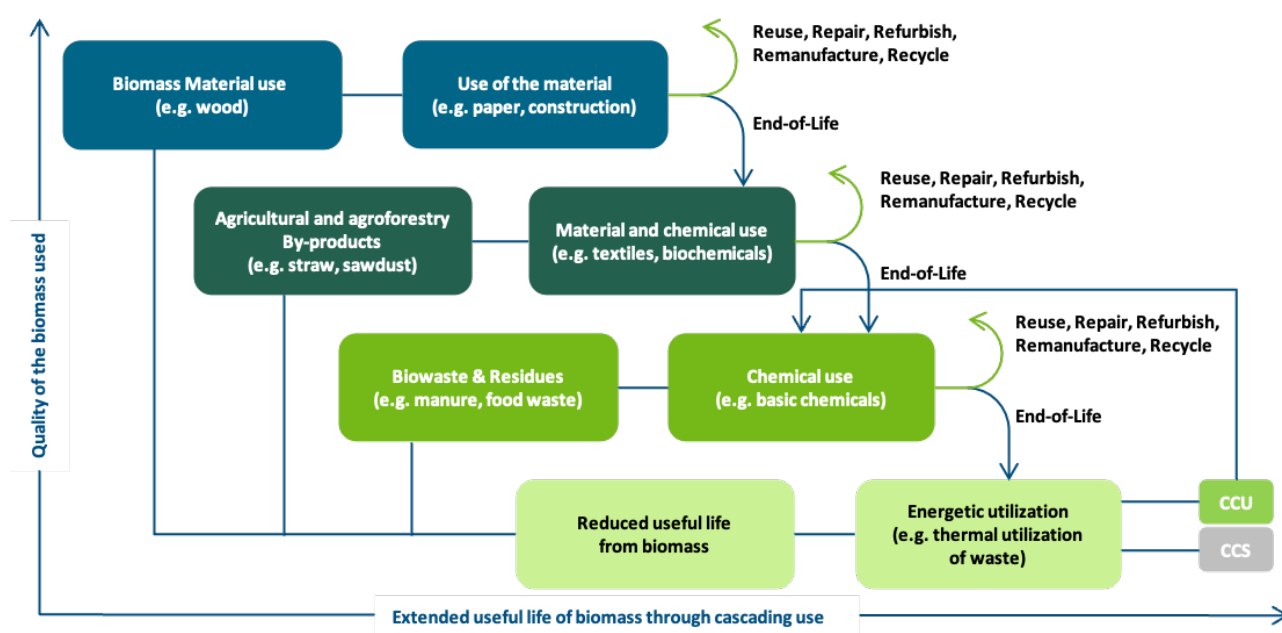 Reuse, Repair, Refurbish,
Remanufacture, Recycle
Biomass Material use
(e.g. wood)
Use of the material
(e.g. paper, construction)
End-of-Life
Reuse, Repair, Refurbish,
Remanufacture, Recycle
Agricultural and agroforestry
By-products
(e.g. straw, sawdust)
Material and chemical use
(e.g. textiles, biochemicals)
End-of-Life
Reuse, Repair, Refurbish,
Remanufacture, Recycle
Biowaste & Residues
(e.g. manure, food waste)
Chemical use
(e.g. basic chemicals)
End-of-Life
Reduced useful life
from biomass
Energetic utilization
(e.g. thermal utilization
of waste)
CCU
CCS
Quality of the biomass used
Extended useful life of biomass through cascading use